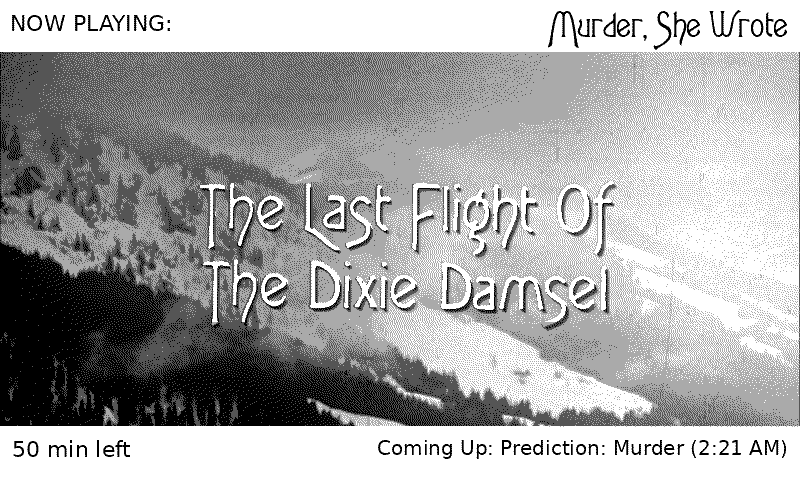 NOW PLAYING:
Murder, She Wrote
The Last Flight Of
The Dixie Damsel
50 min left
Coming Up: Prediction: Murder (2:21 AM)